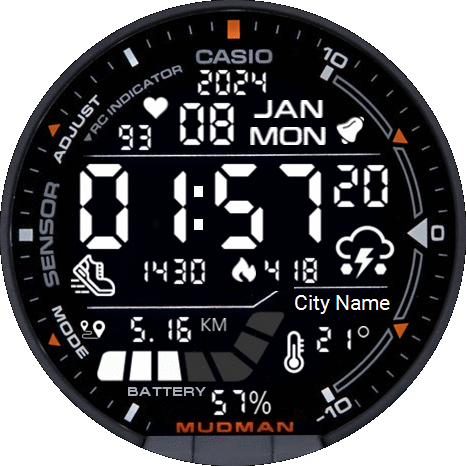 CASIO
10
RC INDICATOR
2024
ADJUST
93
08
JAN
MON
01:57
20
SENSOR
0
1430
418
City Name
MODE
5.16 KM
21°
BATTERY
57%
-10
MUDMAN